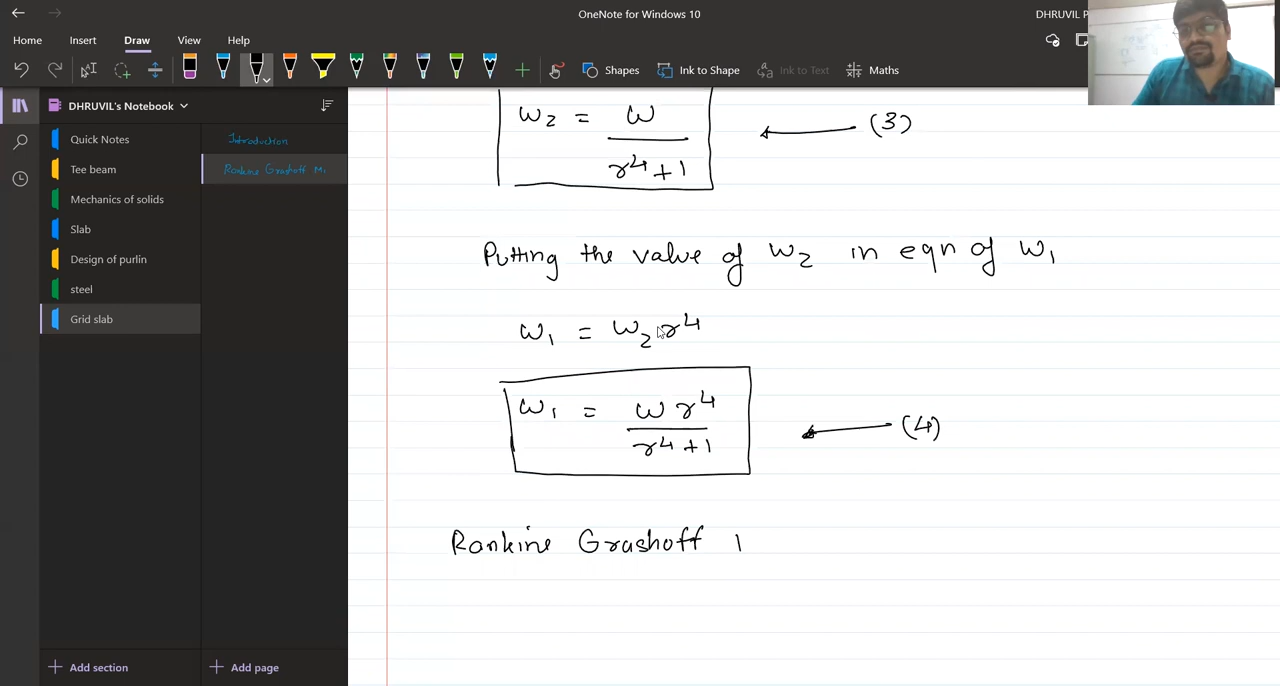 OneNote for Windows 10
DHRUVIL P
Home Insert Draw View Help
Shapes Ink to Shape Ink to Text Maths
DHRUVIL's Notebook
Quick Notes
Tee beam
Mechanics of solids
Slab
Design of purlin
steel
Grid slab
Introduction
Rankine Grashoff M
Add section
Add page
w₂ = w / r⁴+1 (3)
Putting the value of w₂ in eqn of w₁
w₁ = w₂ r⁴
w₁ = w r⁴ / r⁴+1 (4)
Rankine Grashoff